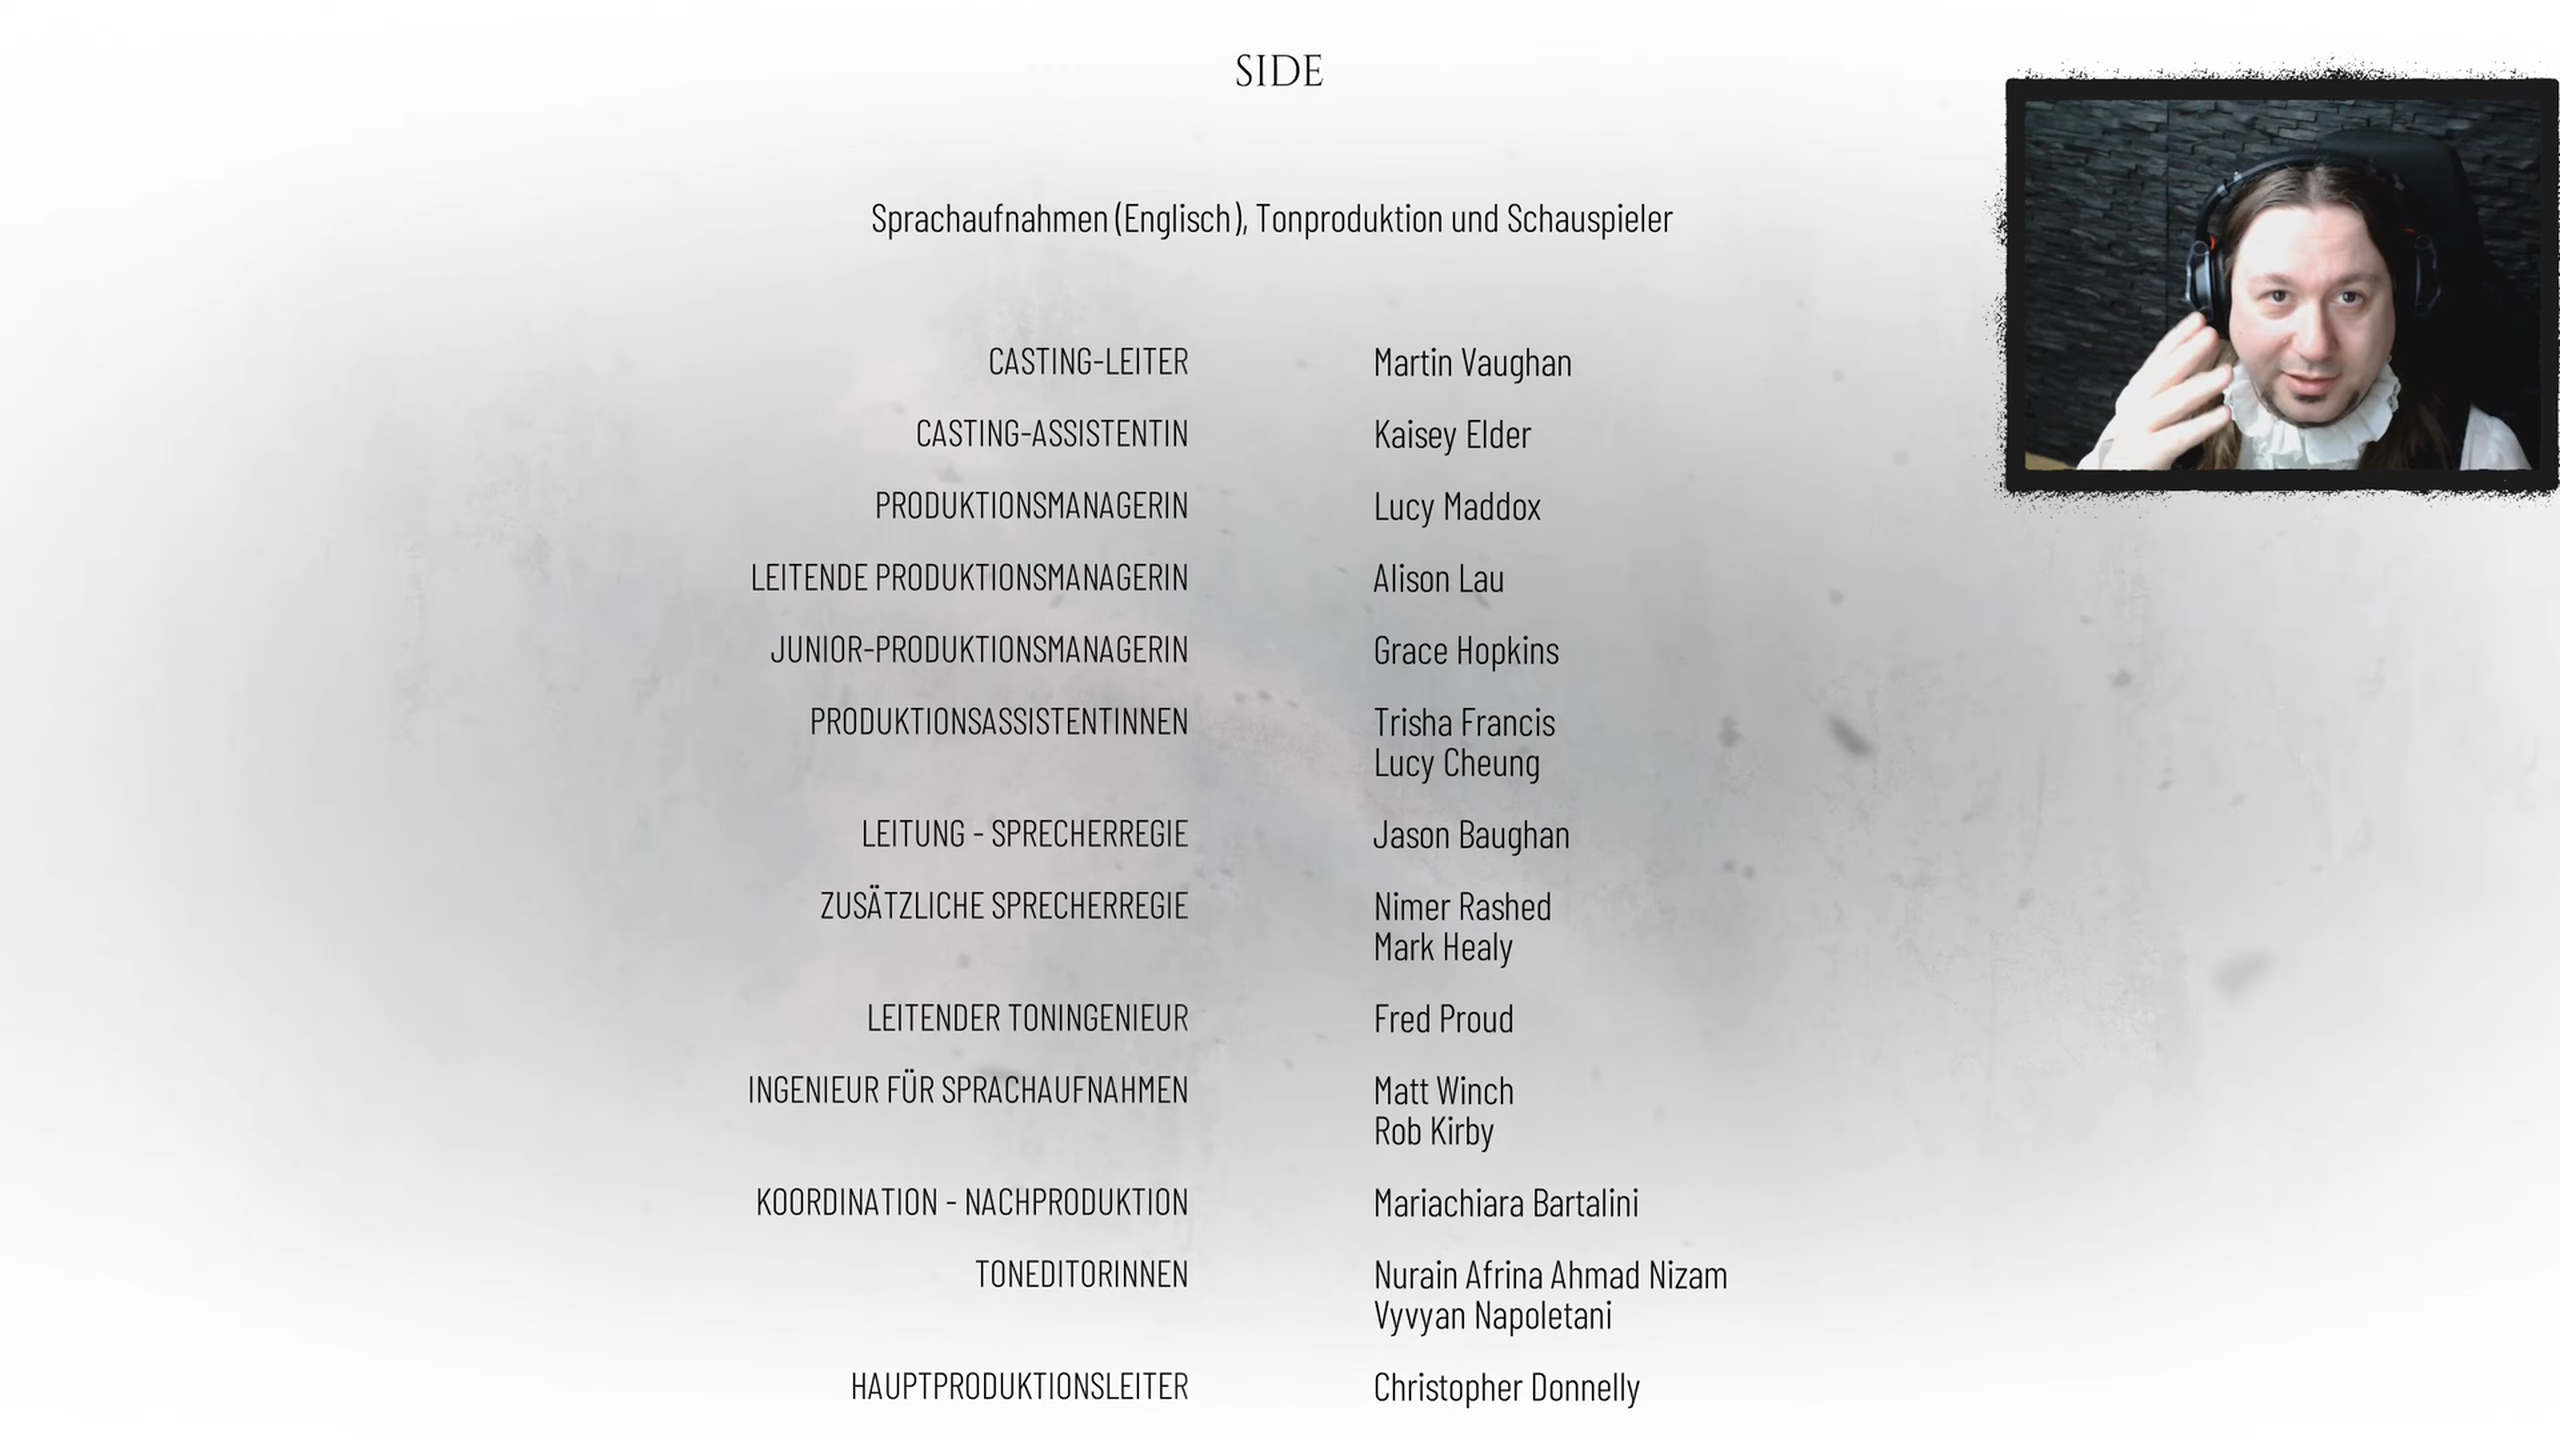 SIDE
Sprachaufnahmen (Englisch), Tonproduktion und Schauspieler
CASTING-LEITER Martin Vaughan
CASTING-ASSISTENTIN Kaisey Elder
PRODUKTIONSMANAGERIN Lucy Maddox
LEITENDE PRODUKTIONSMANAGERIN Alison Lau
JUNIOR-PRODUKTIONSMANAGERIN Grace Hopkins
PRODUKTIONSASSISTENTINNEN Trisha Francis
Lucy Cheung
LEITUNG - SPRECHERREGIE Jason Baughan
ZUSÄTZLICHE SPRECHERREGIE Nimer Rashed
Mark Healy
LEITENDER TONINGENIEUR Fred Proud
INGENIEUR FÜR SPRACHAUFNAHMEN Matt Winch
Rob Kirby
KOORDINATION - NACHPRODUKTION Mariachiara Bartalini
TONEDITORINNEN Nurain Afrina Ahmad Nizam
Vyvyan Napoletani
HAUPTPRODUKTIONSLEITER Christopher Donnelly